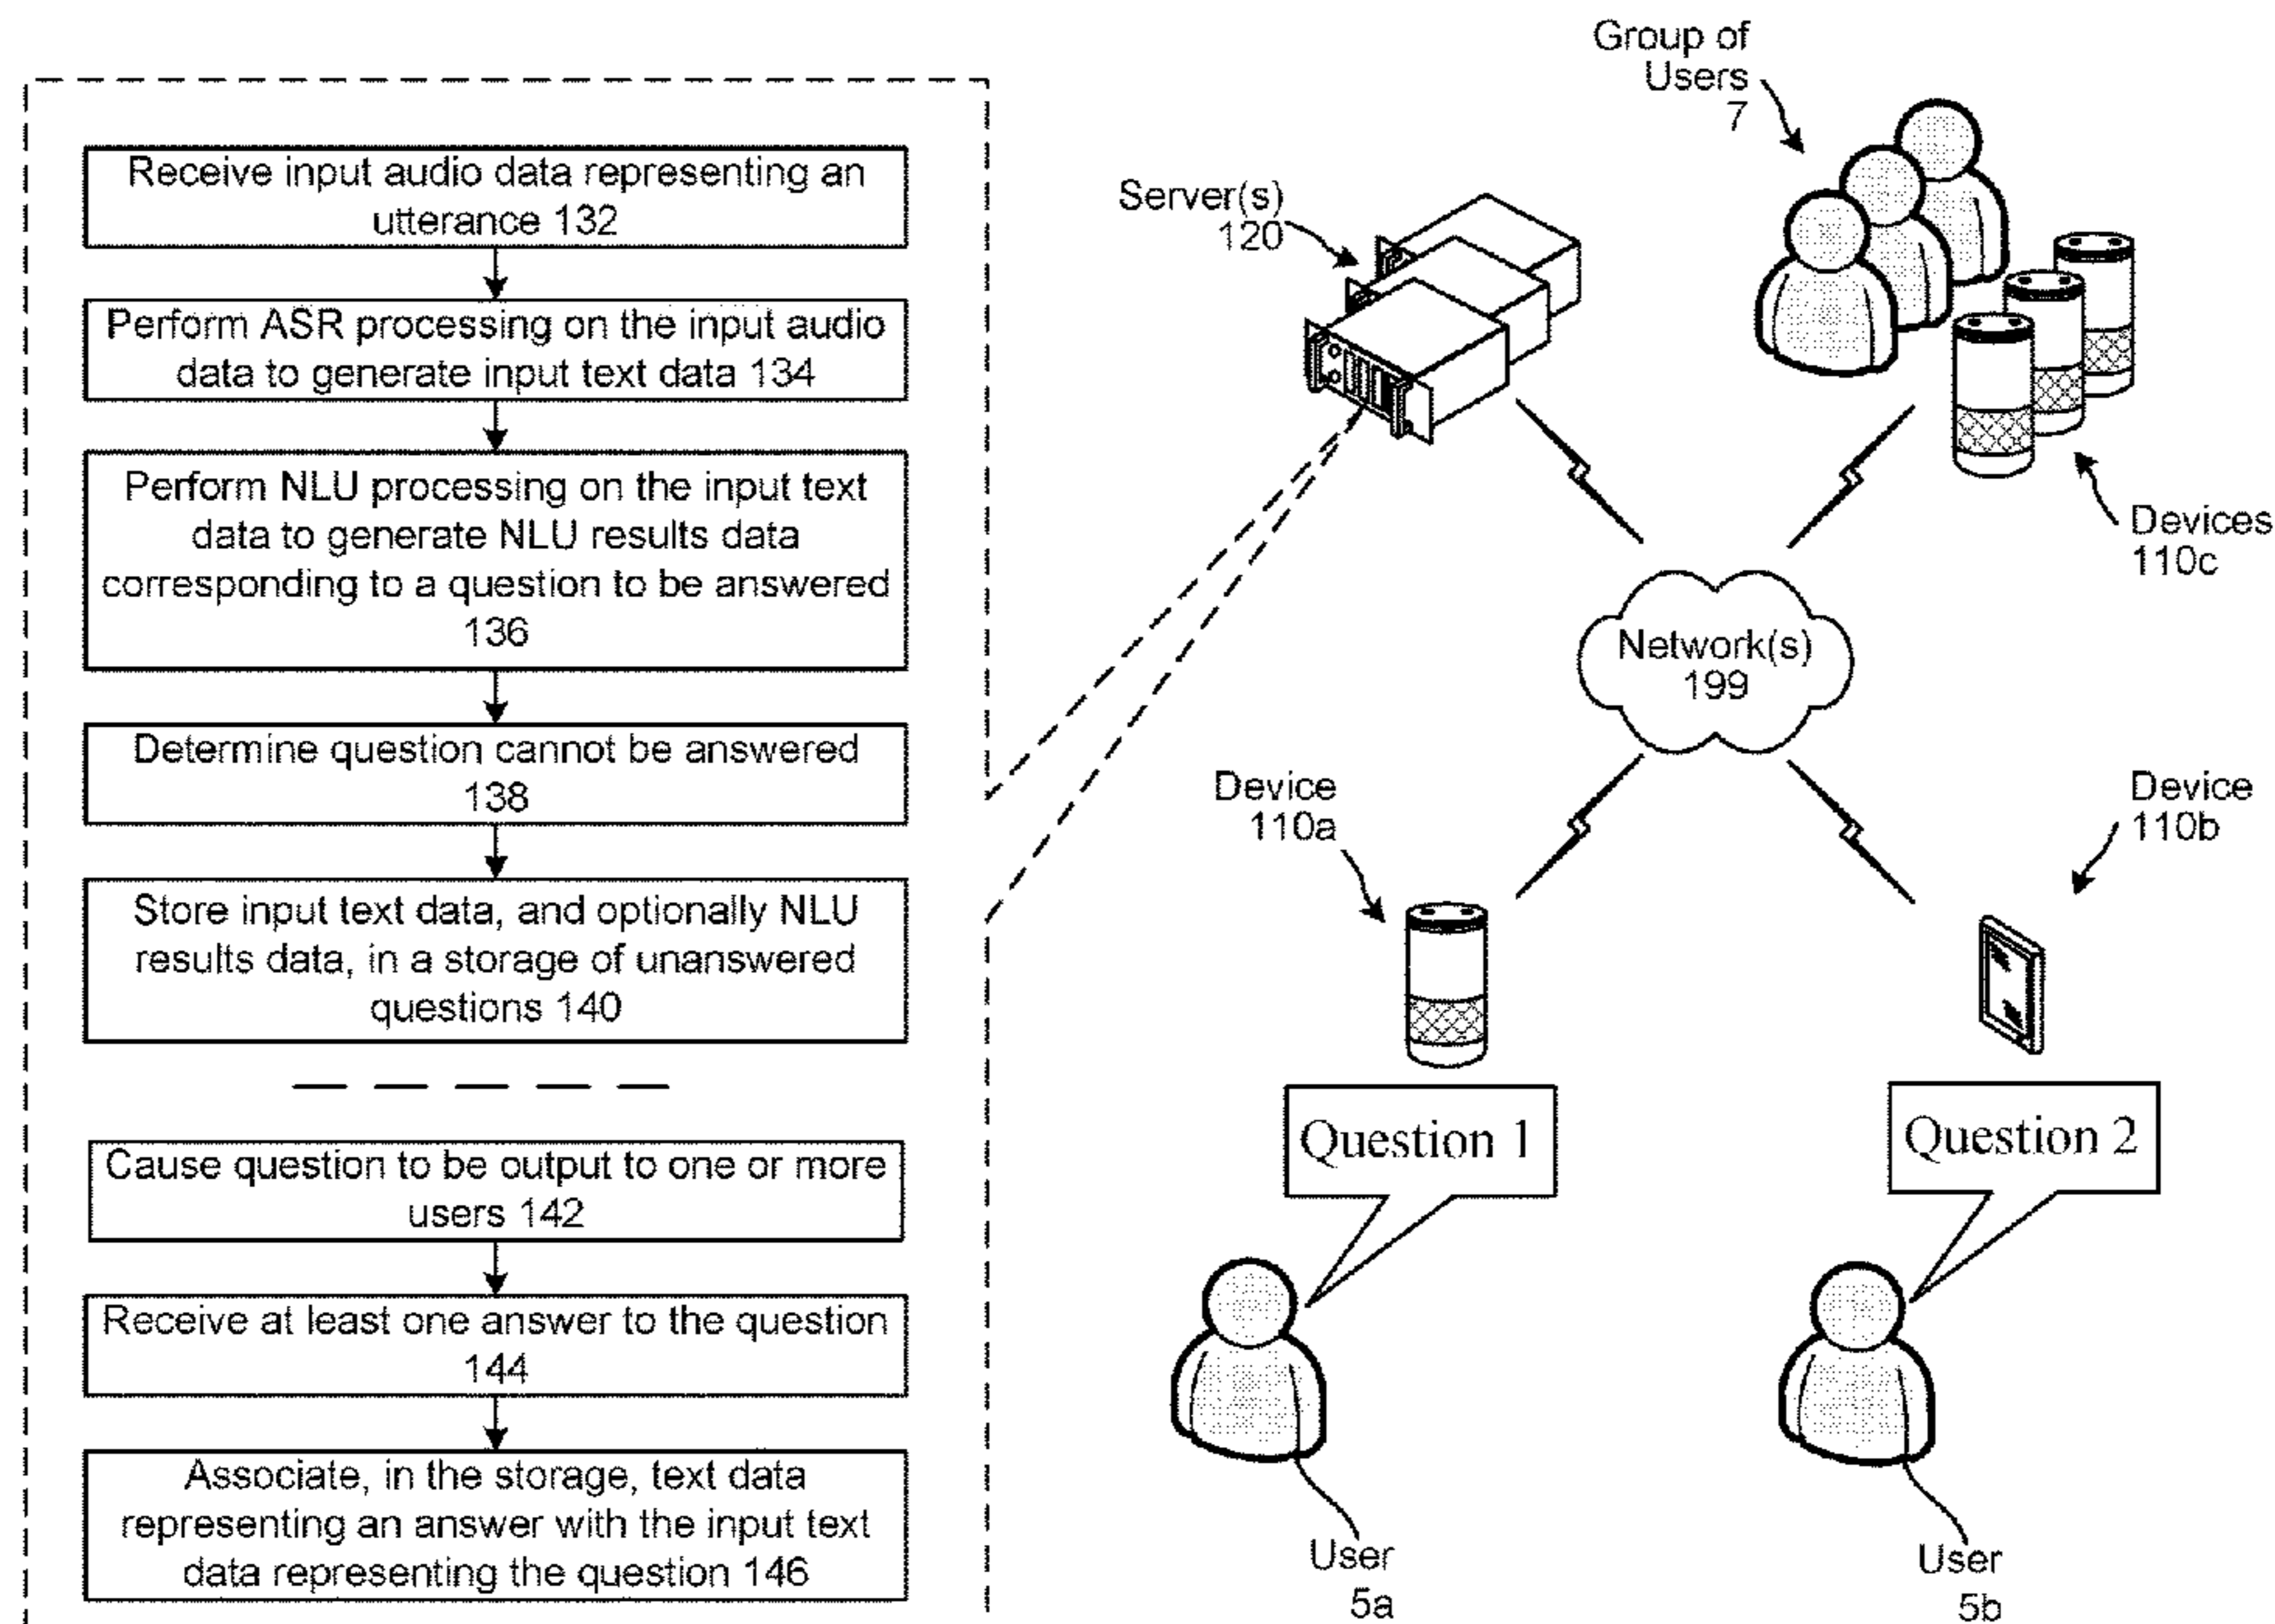 Receive input audio data representing an
utterance 132
Perform ASR processing on the input audio
data to generate input text data 134
Perform NLU processing on the input text
data to generate NLU results data
corresponding to a question to be answered
136
Determine question cannot be answered
138
Store input text data, and optionally NLU
results data, in a storage of unanswered
questions 140
Cause question to be output to one or more
users 142
Receive at least one answer to the question
144
Associate, in the storage, text data
representing an answer with the input text
data representing the question 146
Group of
Users
7
Server(s)
120
Devices
110c
Network(s)
199
Device
110a
Device
110b
Question 1
Question 2
User
5a
User
5b